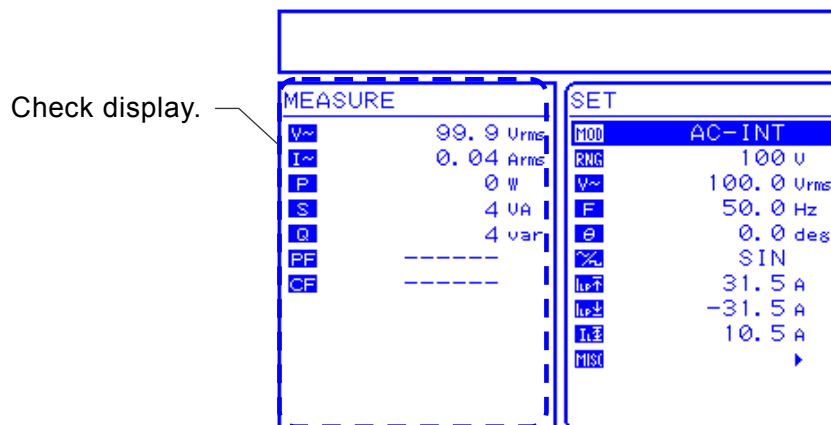 Check display.
MEASURE
V~ 99.9 Vrms
I~ 0.04 Arms
P 0 W
S 4 VA
Q 4 var
PF ------
CF ------
SET
MOD AC-INT
RNG 100 V
V~ 100.0 Vrms
F 50.0 Hz
θ 0.0 deg
SIN
31.5 A
-31.5 A
10.5 A
MISC